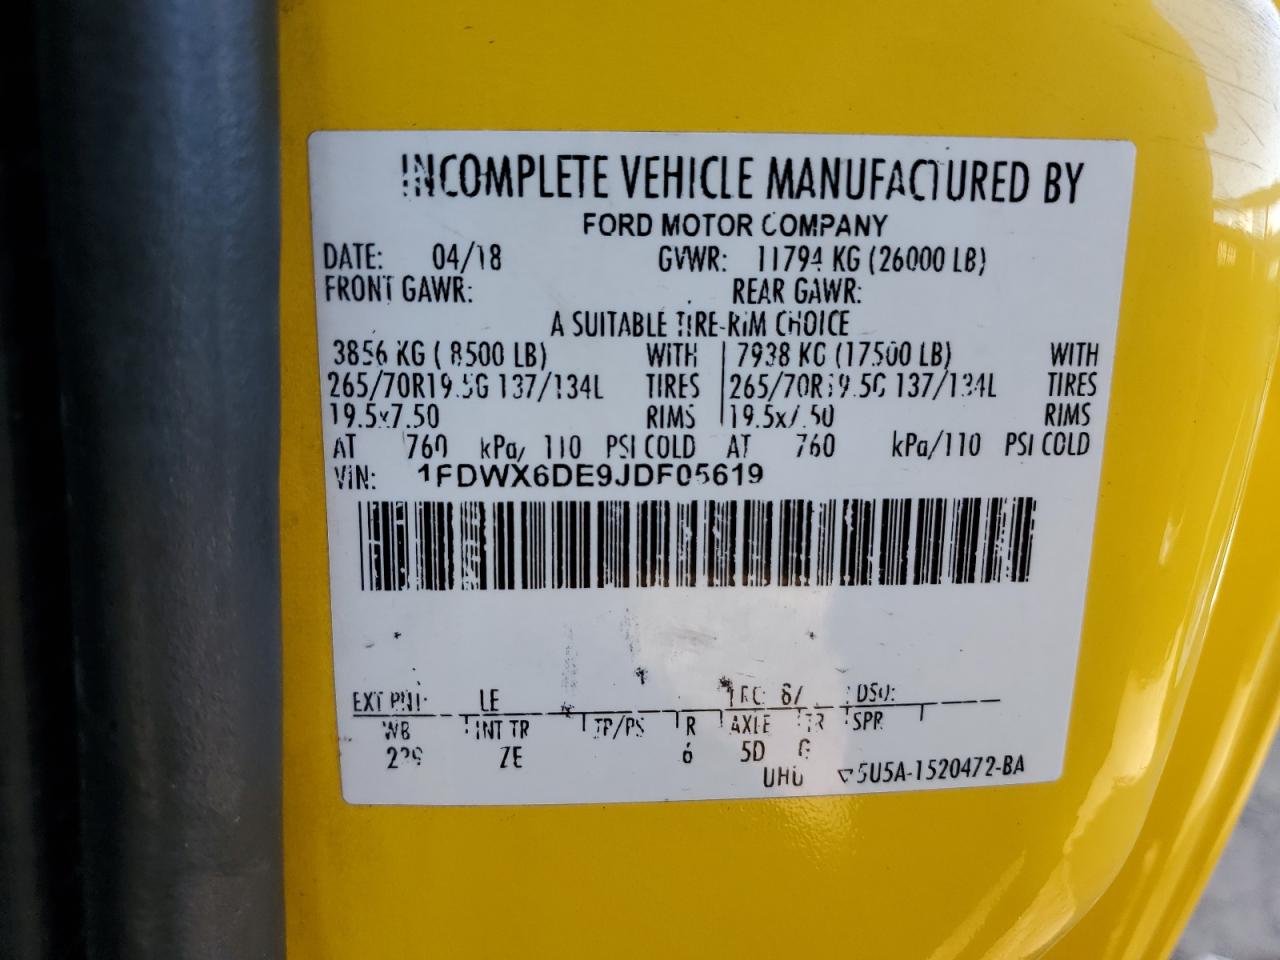 INCOMPLETE VEHICLE MANUFACTURED BY
FORD MOTOR COMPANY
DATE: 04/18 GVWR: 11794 KG (26000 LB)
FRONT GAWR: REAR GAWR:
A SUITABLE TIRE-RIM CHOICE
3856 KG ( 8500 LB) WITH 7938 KG (17500 LB) WITH
265/70R19.5G 137/134L TIRES 265/70R19.5G 137/134L TIRES
19.5x7.50 RIMS 19.5x7.50 RIMS
AT 760 kPa/ 110 PSI COLD AT 760 kPa/110 PSI COLD
VIN: 1FDWX6DE9JDF05619
EXT PNT: LE DSO:
WB INT TR TP/PS R AXLE TR SPR
ZE 6 5D G
5U5A-1520472-BA